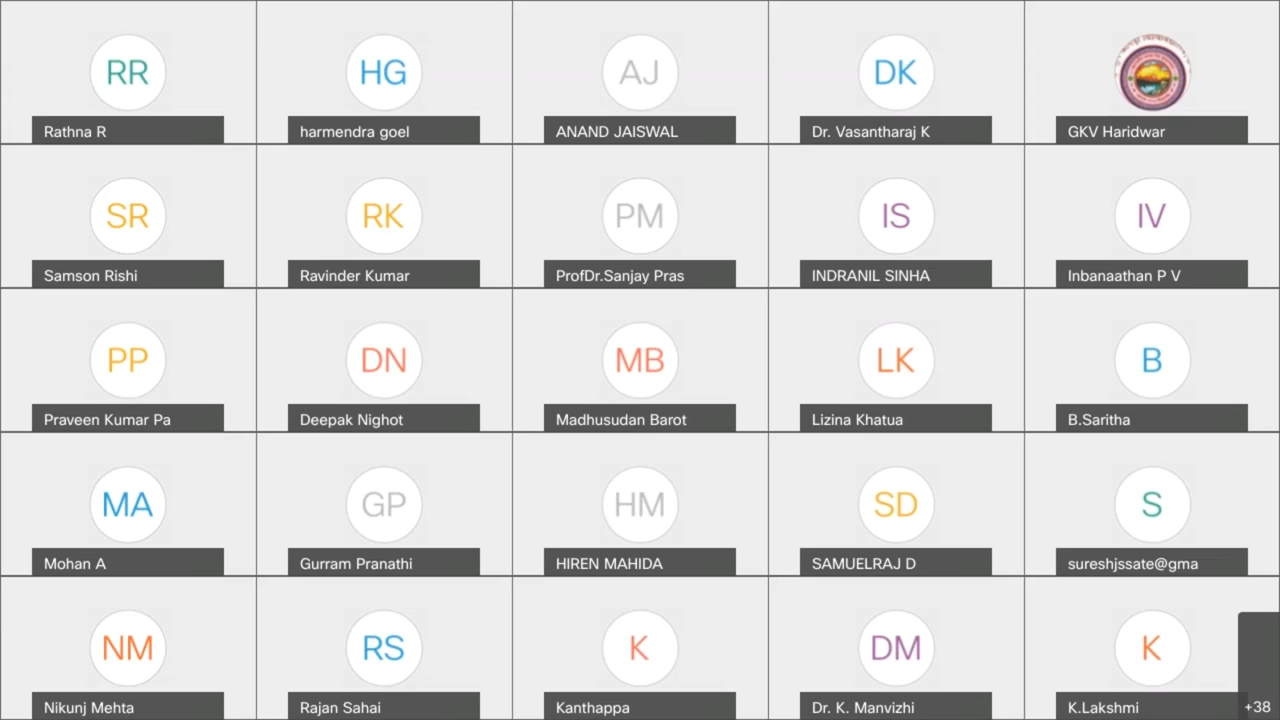 RR
Rathna R
HG
harmendra goel
AJ
ANAND JAISWAL
DK
Dr. Vasantharaj K
GKV Haridwar
SR
Samson Rishi
RK
Ravinder Kumar
PM
ProfDr.Sanjay Pras
IS
INDRANIL SINHA
IV
Inbanaathan P V
PP
Praveen Kumar Pa
DN
Deepak Nighot
MB
Madhusudan Barot
LK
Lizina Khatua
B
B.Saritha
MA
Mohan A
GP
Gurram Pranathi
HM
HIREN MAHIDA
SD
SAMUELRAJ D
S
sureshjssate@gma
NM
Nikunj Mehta
RS
Rajan Sahai
K
Kanthappa
DM
Dr. K. Manvizhi
K
K.Lakshmi
+38